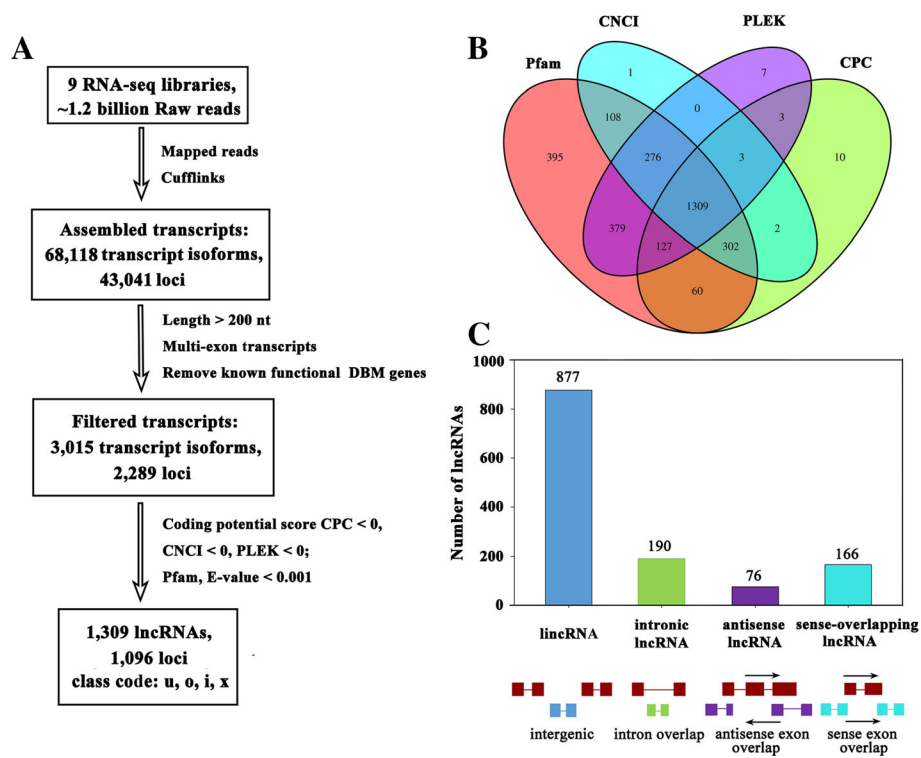 A
9 RNA-seq libraries,
~1.2 billion Raw reads
Mapped reads
Cufflinks
Assembled transcripts:
68,118 transcript isoforms,
43,041 loci
Length > 200 nt
Multi-exon transcripts
Remove known functional DBM genes
Filtered transcripts:
3,015 transcript isoforms,
2,289 loci
Coding potential score CPC < 0,
CNCI < 0, PLEK < 0;
Pfam, E-value < 0.001
1,309 lncRNAs,
1,096 loci
class code: u, o, i, x
B
CNCI
PLEK
Pfam
CPC
1
7
108
0
3
395
276
3
10
1309
379
2
127
302
60
C
Number of lncRNAs
1000
800
600
400
200
0
877
190
76
166
lincRNA
intronic
lncRNA
antisense
lncRNA
sense-overlapping
lncRNA
intergenic
intron overlap
antisense exon
overlap
sense exon
overlap